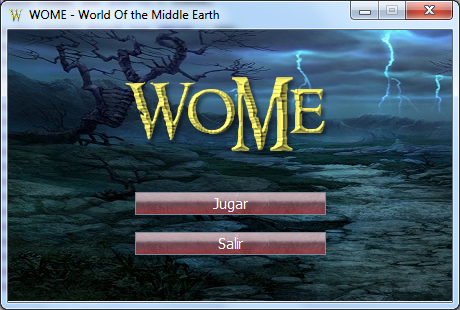 WOME - World Of the Middle Earth
WOME
Jugar
Salir